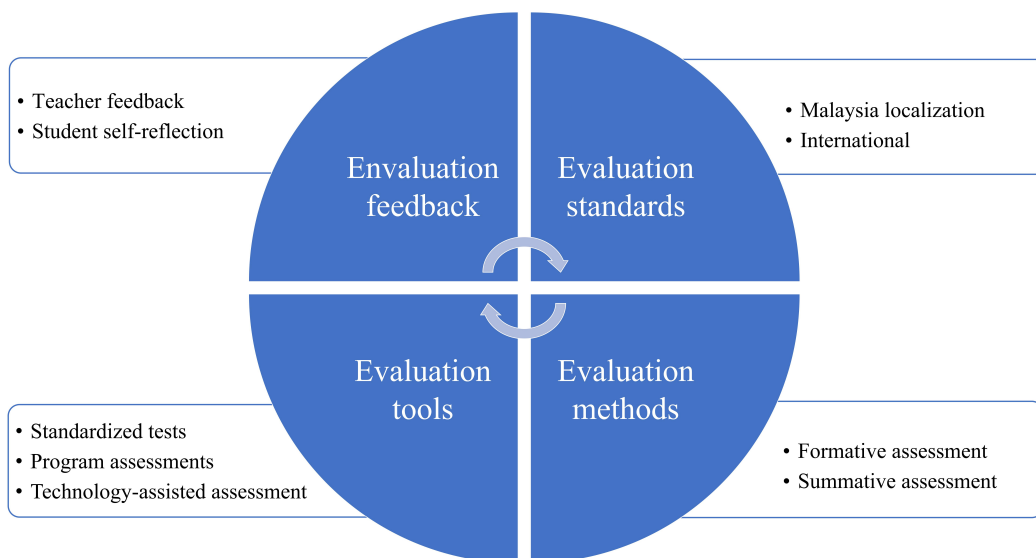 • Teacher feedback
• Student self-reflection
Envaluation
feedback
Evaluation
standards
• Malaysia localization
• International
• Standardized tests
• Program assessments
• Technology-assisted assessment
Evaluation
tools
Evaluation
methods
• Formative assessment
• Summative assessment